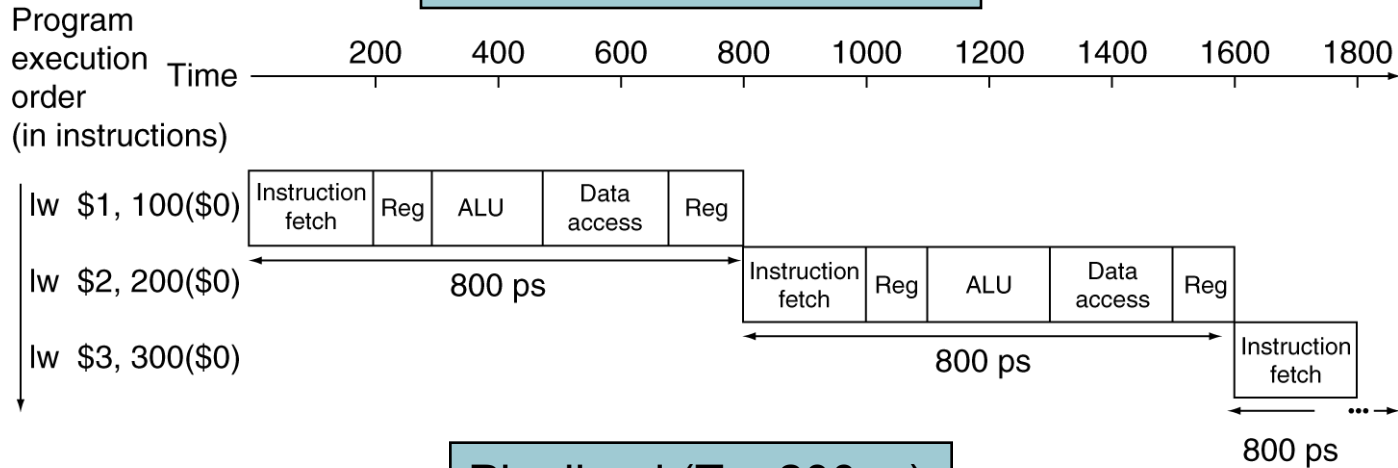 Program
execution
order
(in instructions)
Time
200 400 600 800 1000 1200 1400 1600 1800
lw $1, 100($0)
Instruction
fetch
Reg
ALU
Data
access
Reg
800 ps
lw $2, 200($0)
Instruction
fetch
Reg
ALU
Data
access
Reg
800 ps
lw $3, 300($0)
Instruction
fetch
...
800 ps